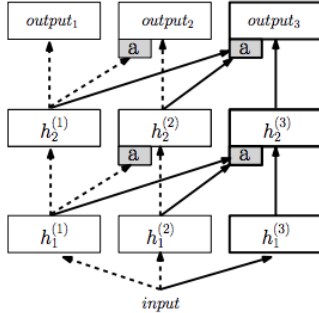 output₁ output₂ output₃
a a
h₂⁽¹⁾ h₂⁽²⁾ h₂⁽³⁾
a a
h₁⁽¹⁾ h₁⁽²⁾ h₁⁽³⁾
input